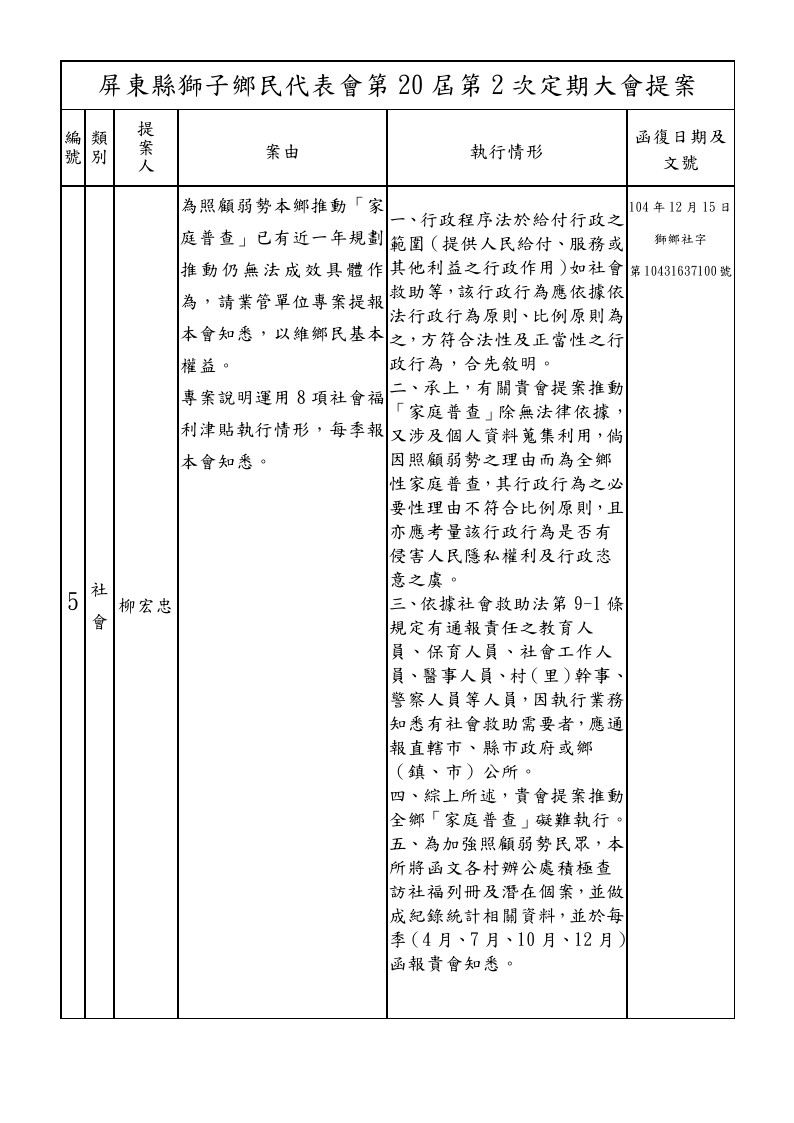 屏東縣獅子鄉民代表會第 20 屆第 2 次定期大會提案
編號
類別
提案人
案由
執行情形
函復日期及
文號
5
社會
柳宏忠
為照顧弱勢本鄉推動「家
庭普查」已有近一年規劃
推動仍無法成效具體作
為，請業管單位專案提報
本會知悉，以維鄉民基本
權益。
專案說明運用 8 項社會福
利津貼執行情形，每季報
本會知悉。
一、行政程序法於給付行政之
範圍（提供人民給付、服務或
其他利益之行政作用)如社會
救助等，該行政行為應依據依
法行政行為原則、比例原則為
之，方符合法性及正當性之行
政行為，合先敘明。
二、承上，有關貴會提案推動
「家庭普查」除無法律依據，
又涉及個人資料蒐集利用，倘
因照顧弱勢之理由而為全鄉
性家庭普查，其行政行為之必
要性理由不符合比例原則，且
亦應考量該行政行為是否有
侵害人民隱私權利及行政恣
意之虞。
三、依據社會救助法第 9-1 條
規定有通報責任之教育人
員、保育人員、社會工作人
員、醫事人員、村（里）幹事、
警察人員等人員，因執行業務
知悉有社會救助需要者，應通
報直轄市、縣市政府或鄉
（鎮、市）公所。
四、綜上所述，貴會提案推動
全鄉「家庭普查」礙難執行。
五、為加強照顧弱勢民眾，本
所將函文各村辦公處積極查
訪社福列冊及潛在個案，並做
成紀錄統計相關資料，並於每
季（4 月、7 月、10 月、12 月）
函報貴會知悉。
104 年 12 月 15 日
獅鄉社字
第 10431637100 號